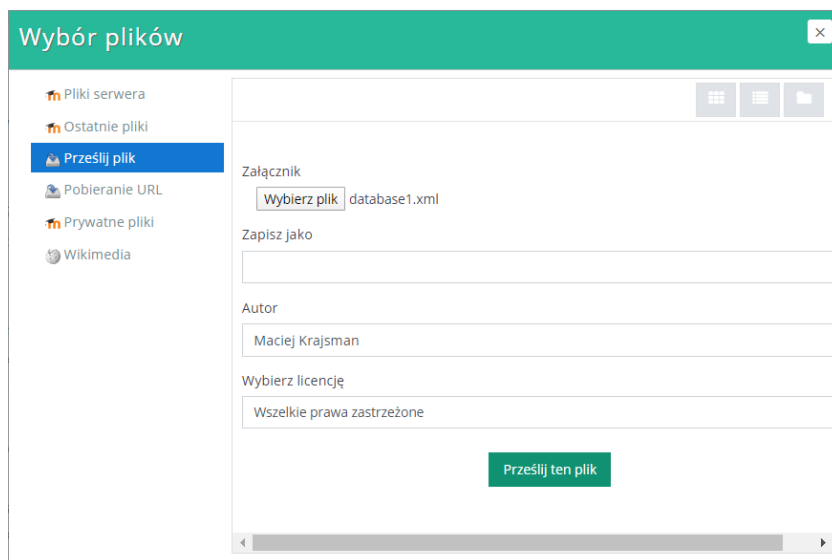 Wybór plików
Pliki serwera
Ostatnie pliki
Prześlij plik
Pobieranie URL
Prywatne pliki
Wikimedia
Załącznik
Wybierz plik database1.xml
Zapisz jako
Autor
Maciej Krajsman
Wybierz licencję
Wszelkie prawa zastrzeżone
Prześlij ten plik